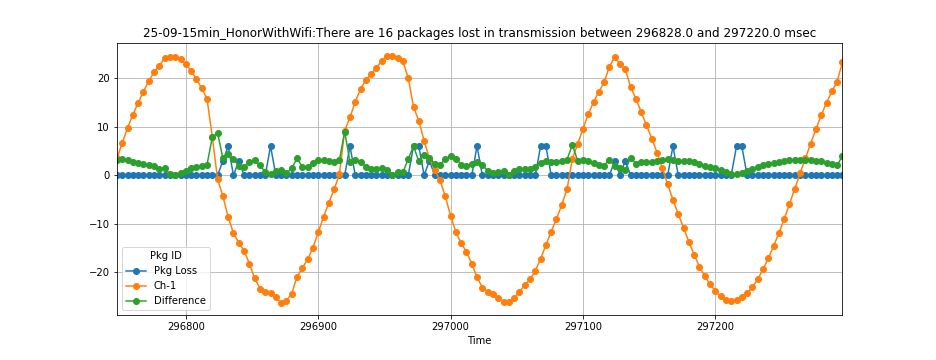 25-09-15min_HonorWithWifi:There are 16 packages lost in transmission between 296828.0 and 297220.0 msec
20
10
0
−10
−20
Pkg ID
Pkg Loss
Ch-1
Difference
296800 296900 297000 297100 297200
Time